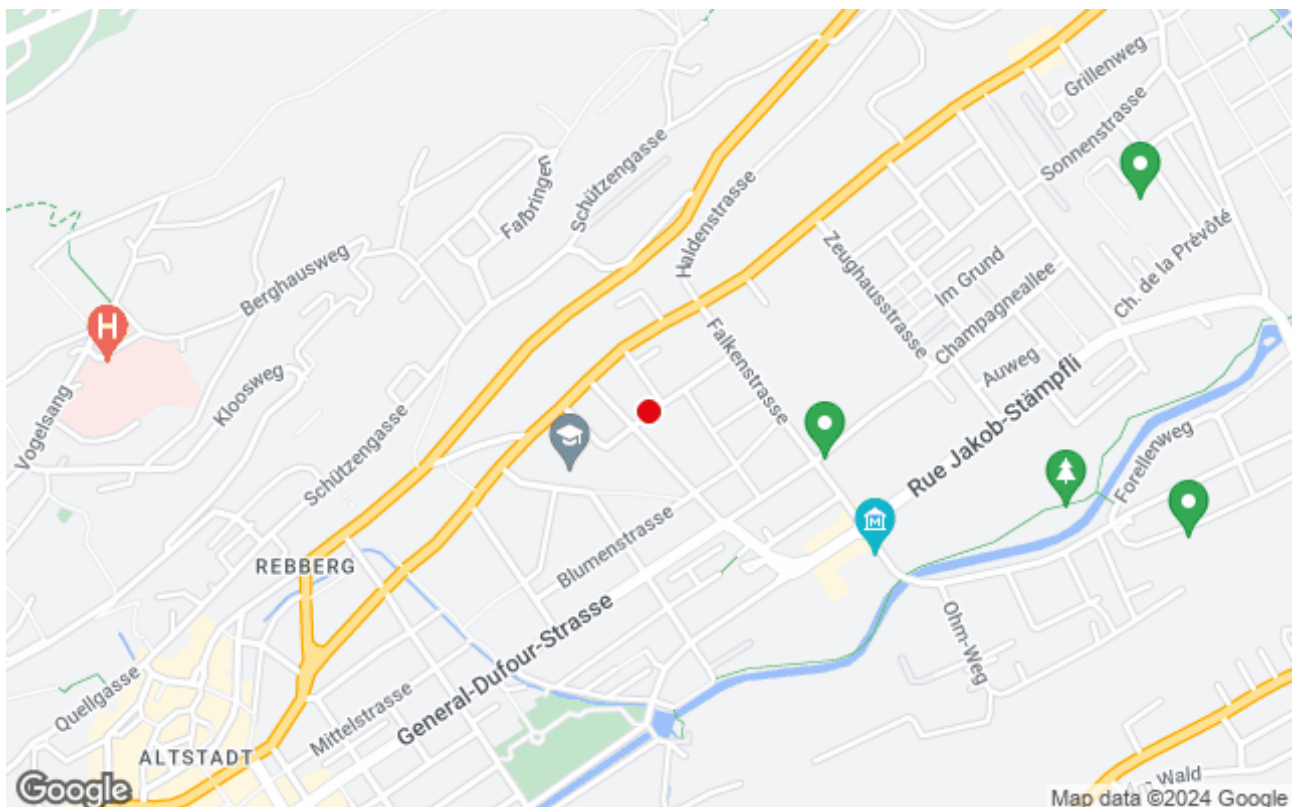 Grillenweg
Sonnenstrasse
Schützengasse
Falbringen
Haldenstrasse
Zeughausstrasse
Im Grund
Ch. de la Prévôté
Berghausweg
Champagneallee
H
Falkenstrasse
Auweg
Vogelsang
Kloosweg
Schützengasse
Rue Jakob-Stämpfli
Forellenweg
M
REBBERG
Blumenstrasse
Ohm-Weg
General-Dufour-Strasse
Quellgasse
Mittelstrasse
ALTSTADT
Wald
Google
Map data ©2024 Google